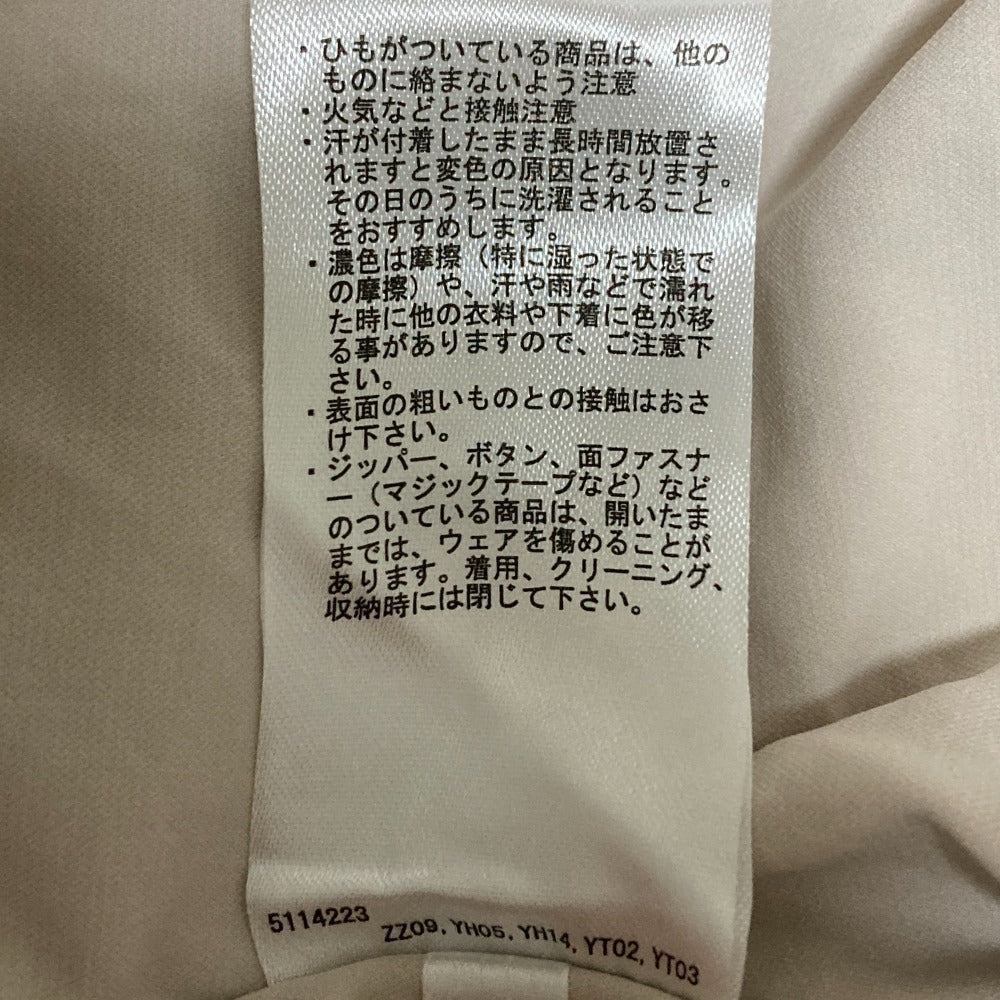 ・ひもがついている商品は、他の
ものに絡まないよう注意
・火気などと接触注意
・汗が付着したまま長時間放置さ
れますと変色の原因となります。
その日のうちに洗濯されること
をおすすめします。
・濃色は摩擦（特に湿った状態で
の摩擦）や、汗や雨などで濡れ
た時に他の衣料や下着に色が移
る事がありますので、ご注意下
さい。
・表面の粗いものとの接触はおさ
け下さい。
・ジッパー、ボタン、面ファスナ
ー（マジックテープなど）など
のついている商品は、開いたま
までは、ウェアを傷めることが
あります。着用、クリーニング、
収納時には閉じて下さい。
5114223
ZZ09, YH05, YH14, YT02, YT03